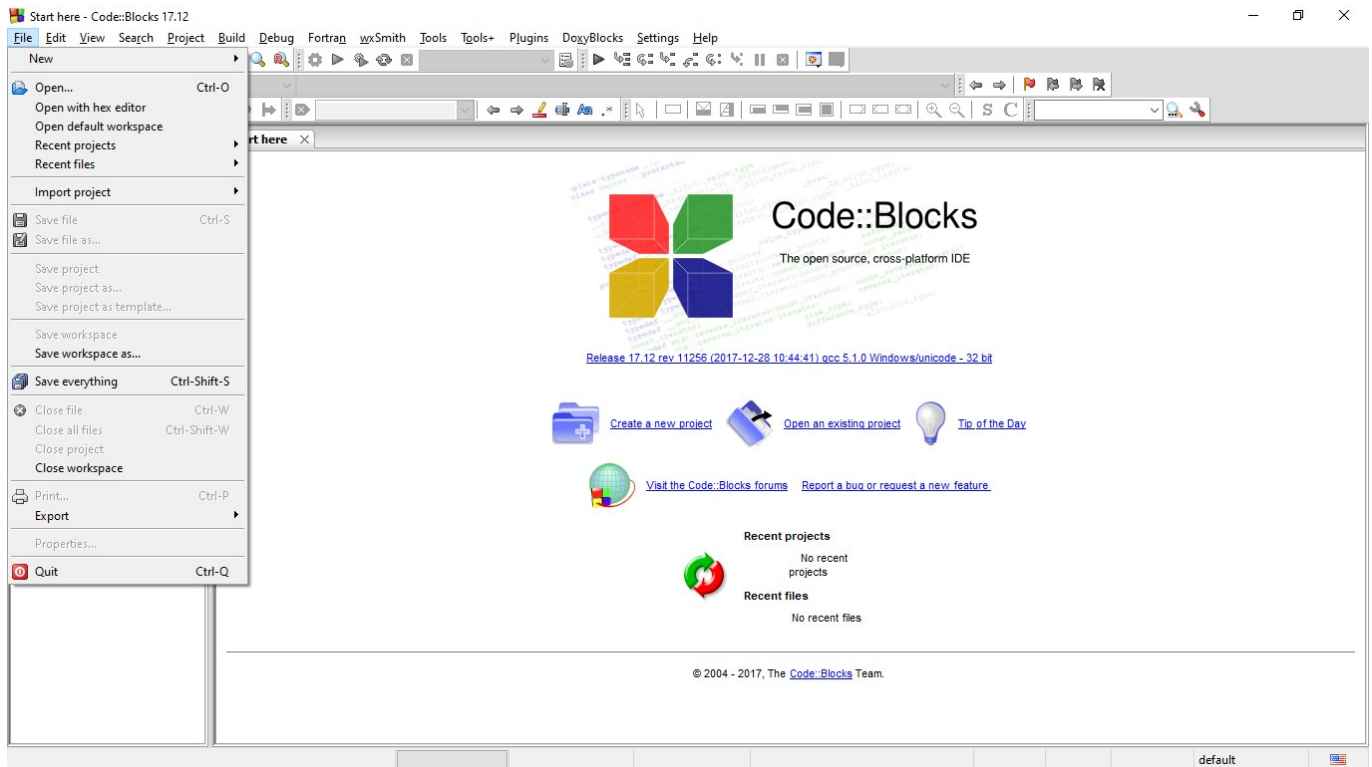 Start here - Code::Blocks 17.12
File Edit View Search Project Build Debug Fortran wxSmith Tools Tools+ Plugins DoxyBlocks Settings Help
New
Open... Ctrl-O
Open with hex editor
Open default workspace
Recent projects
Recent files
Import project
Save file Ctrl-S
Save file as...
Save project
Save project as...
Save project as template...
Save workspace
Save workspace as...
Save everything Ctrl-Shift-S
Close file Ctrl-W
Close all files Ctrl-Shift-W
Close project
Close workspace
Print... Ctrl-P
Export
Properties...
Quit Ctrl-Q
S C
rt here
Code::Blocks
The open source, cross-platform IDE
Release 17.12 rev 11256 (2017-12-28 10:44:41) gcc 5.1.0 Windows/unicode - 32 bit
Create a new project Open an existing project Tip of the Day
Visit the Code::Blocks forums Report a bug or request a new feature
Recent projects
No recent
projects
Recent files
No recent files
© 2004 - 2017, The Code::Blocks Team.
default